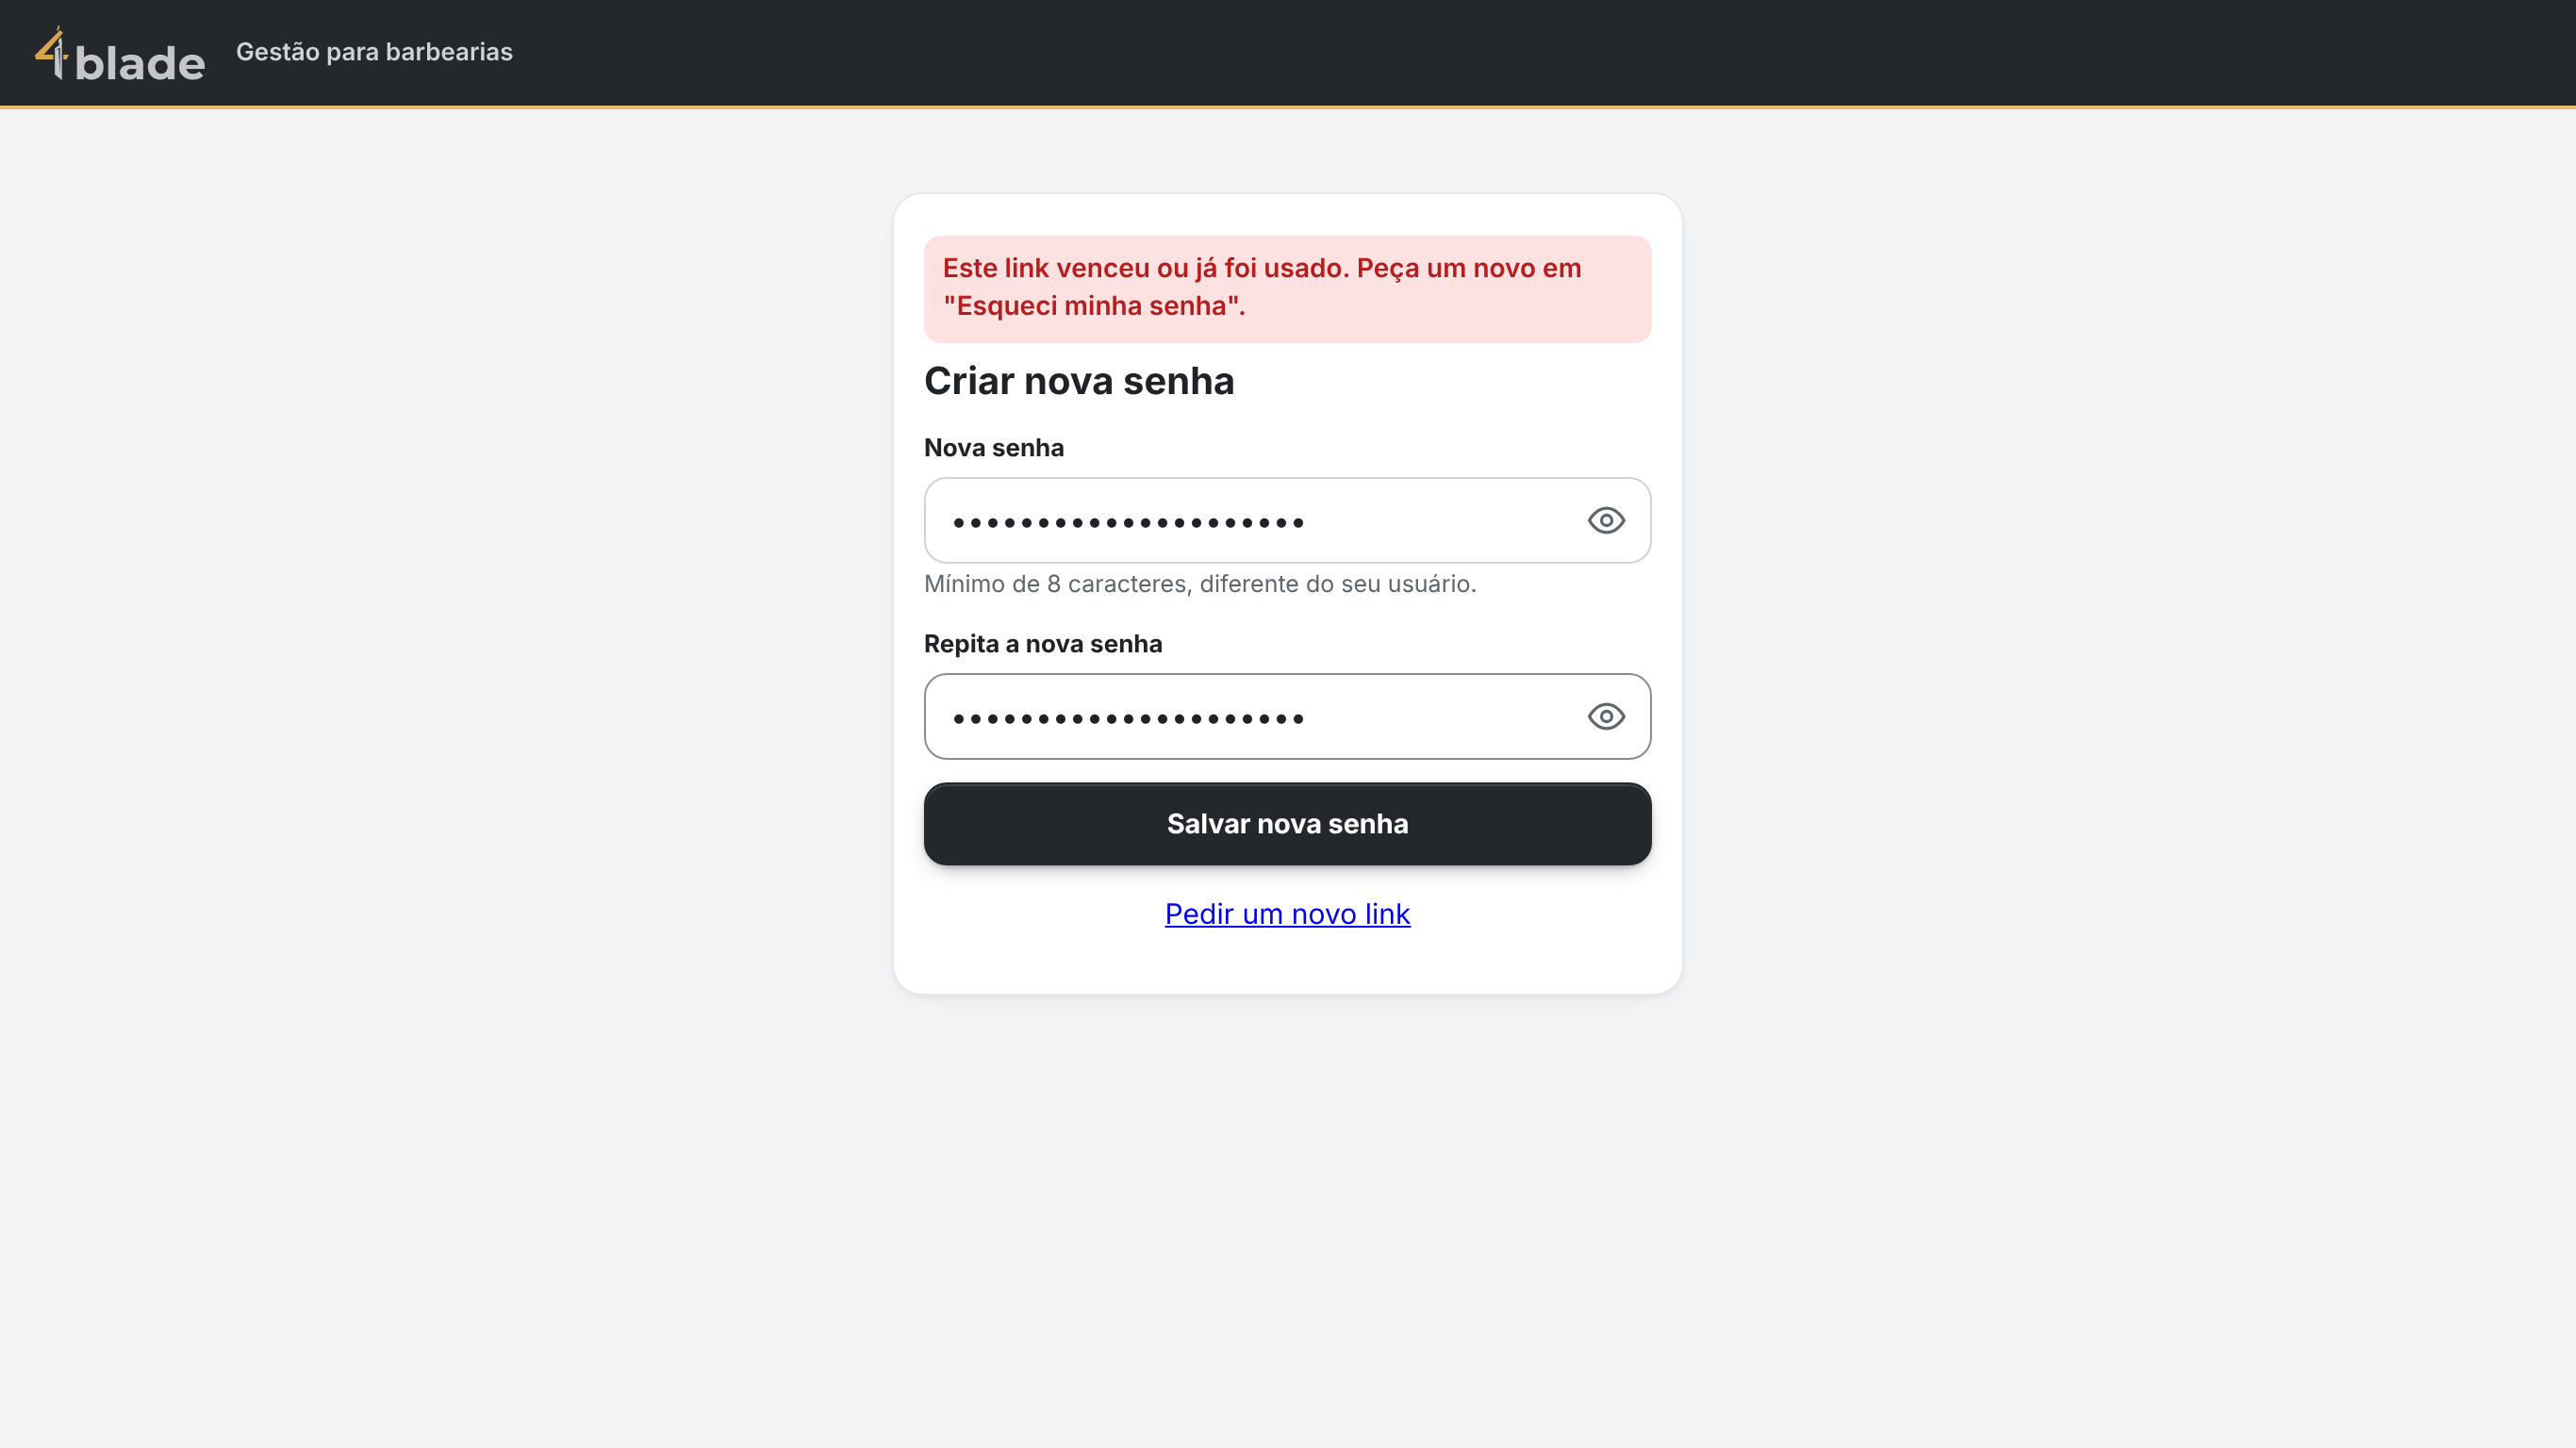 4blade
Gestão para barbearias
Este link venceu ou já foi usado. Peça um novo em
"Esqueci minha senha".
Criar nova senha
Nova senha
Mínimo de 8 caracteres, diferente do seu usuário.
Repita a nova senha
Salvar nova senha
Pedir um novo link